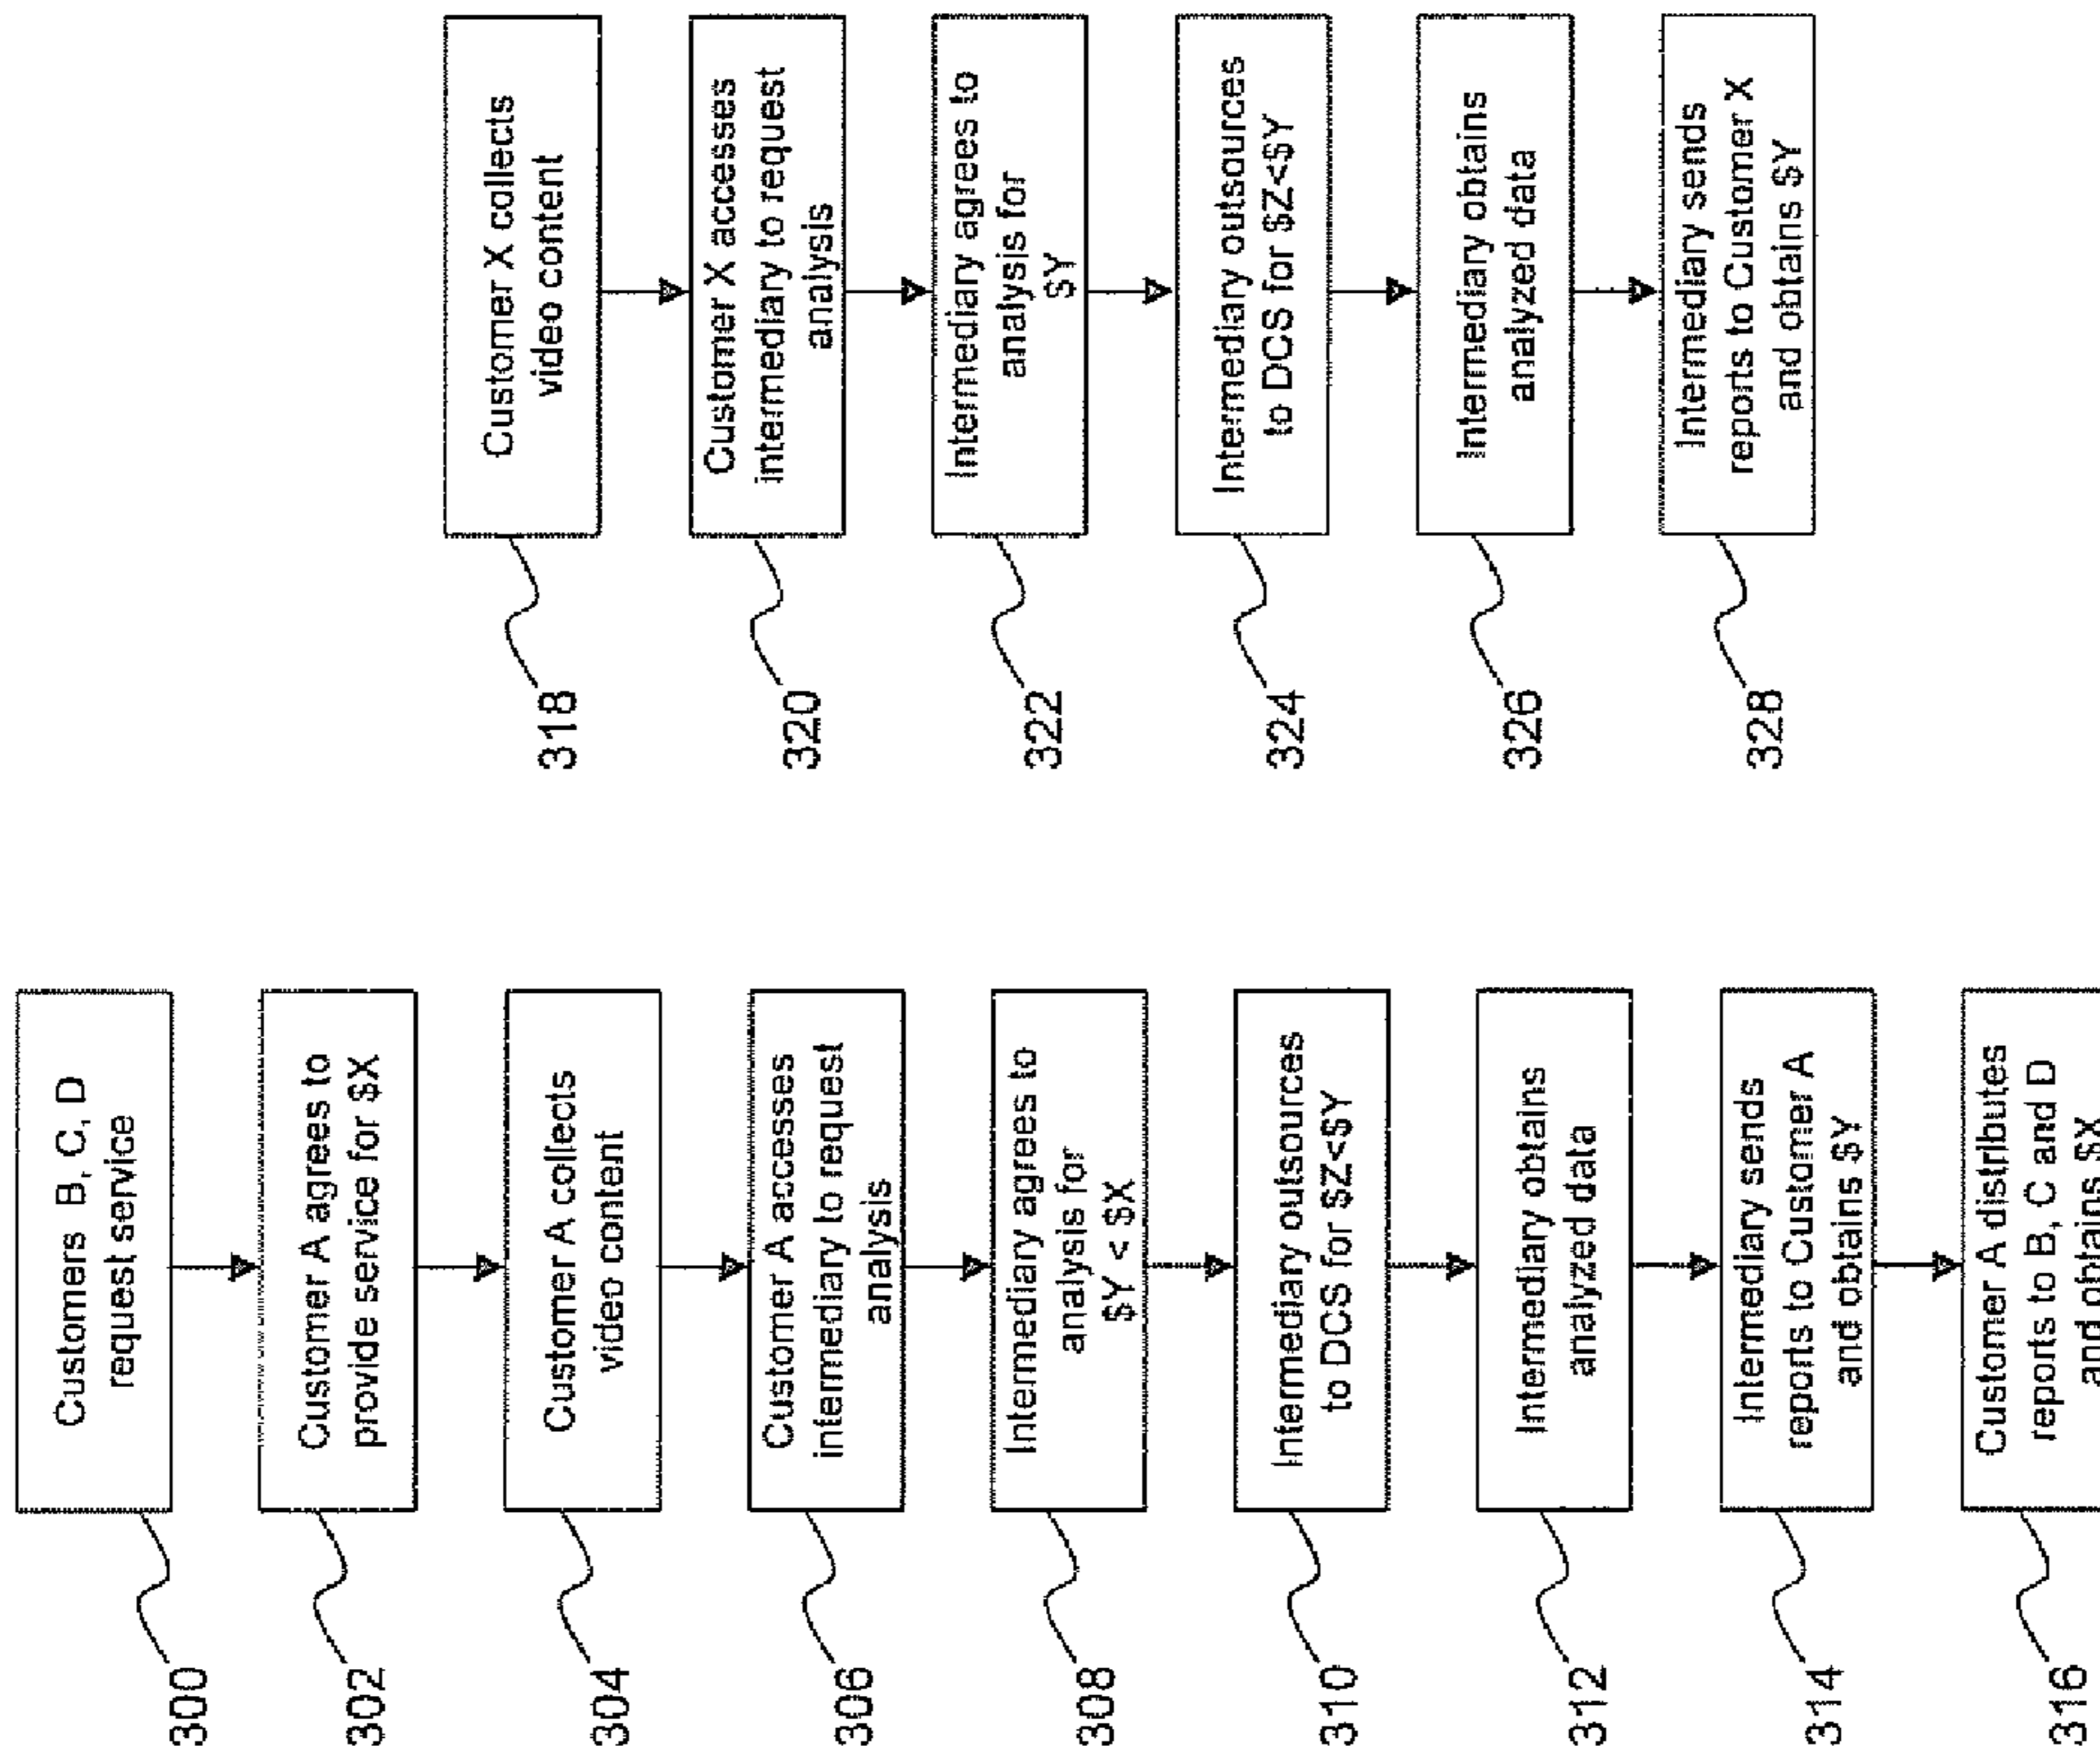 300
Customers B, C, D
request service
302
Customer A agrees to
provide service for $X
304
Customer A collects
video content
306
Customer A accesses
intermediary to request
analysis
308
Intermediary agrees to
analysis for
$Y < $X
310
Intermediary outsources
to DCS for $Z<$Y
312
Intermediary obtains
analyzed data
314
Intermediary sends
reports to Customer A
and obtains $Y
316
Customer A distributes
reports to B, C and D
and obtains $X
318
Customer X collects
video content
320
Customer X accesses
intermediary to request
analysis
322
Intermediary agrees to
analysis for
$Y
324
Intermediary outsources
to DCS for $Z<$Y
326
Intermediary obtains
analyzed data
328
Intermediary sends
reports to Customer X
and obtains $Y